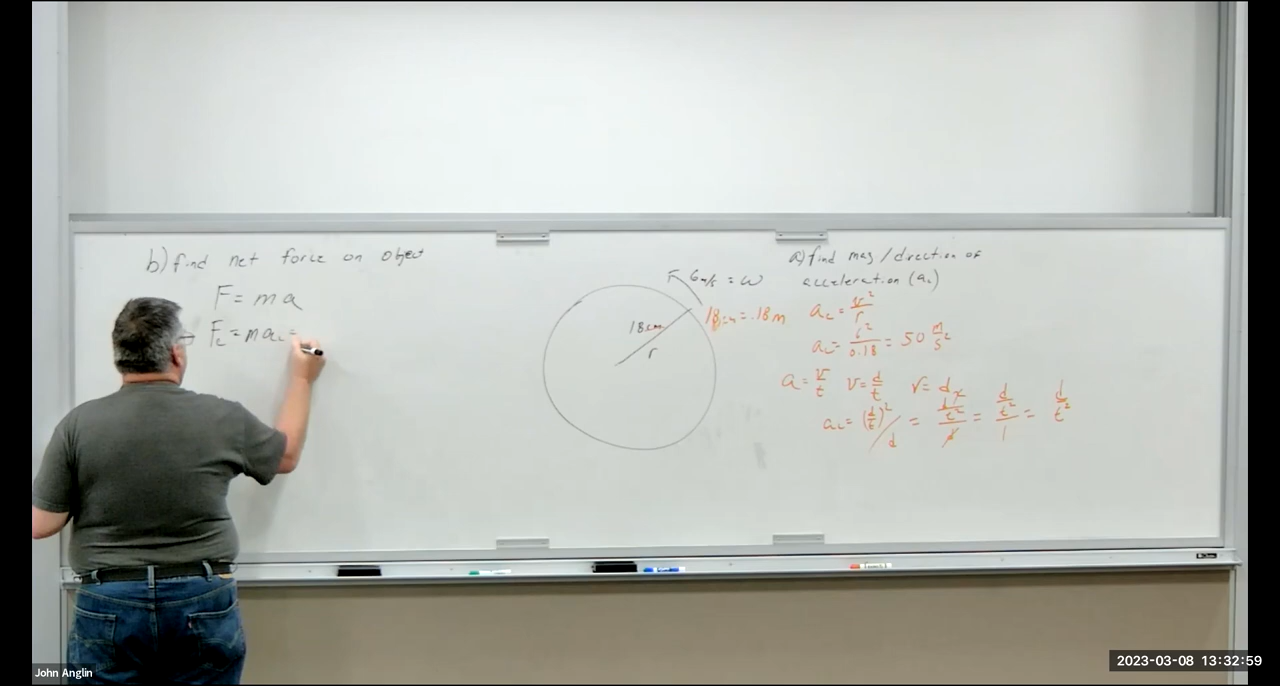 b) find net force on object
F = ma
→ Fc = mac =
3 = ω
18cm
r
18cm = .18m
a) find mag/direction of
acceleration (ac)
ac = v²/r
ac = 6²/0.18 = 50 m/s²
a = v/t v = d/t r = d
ac = (d/t)²/d = d²/t²/d = d/t²/1 = d/t²
John Anglin
2023-03-08 13:32:59